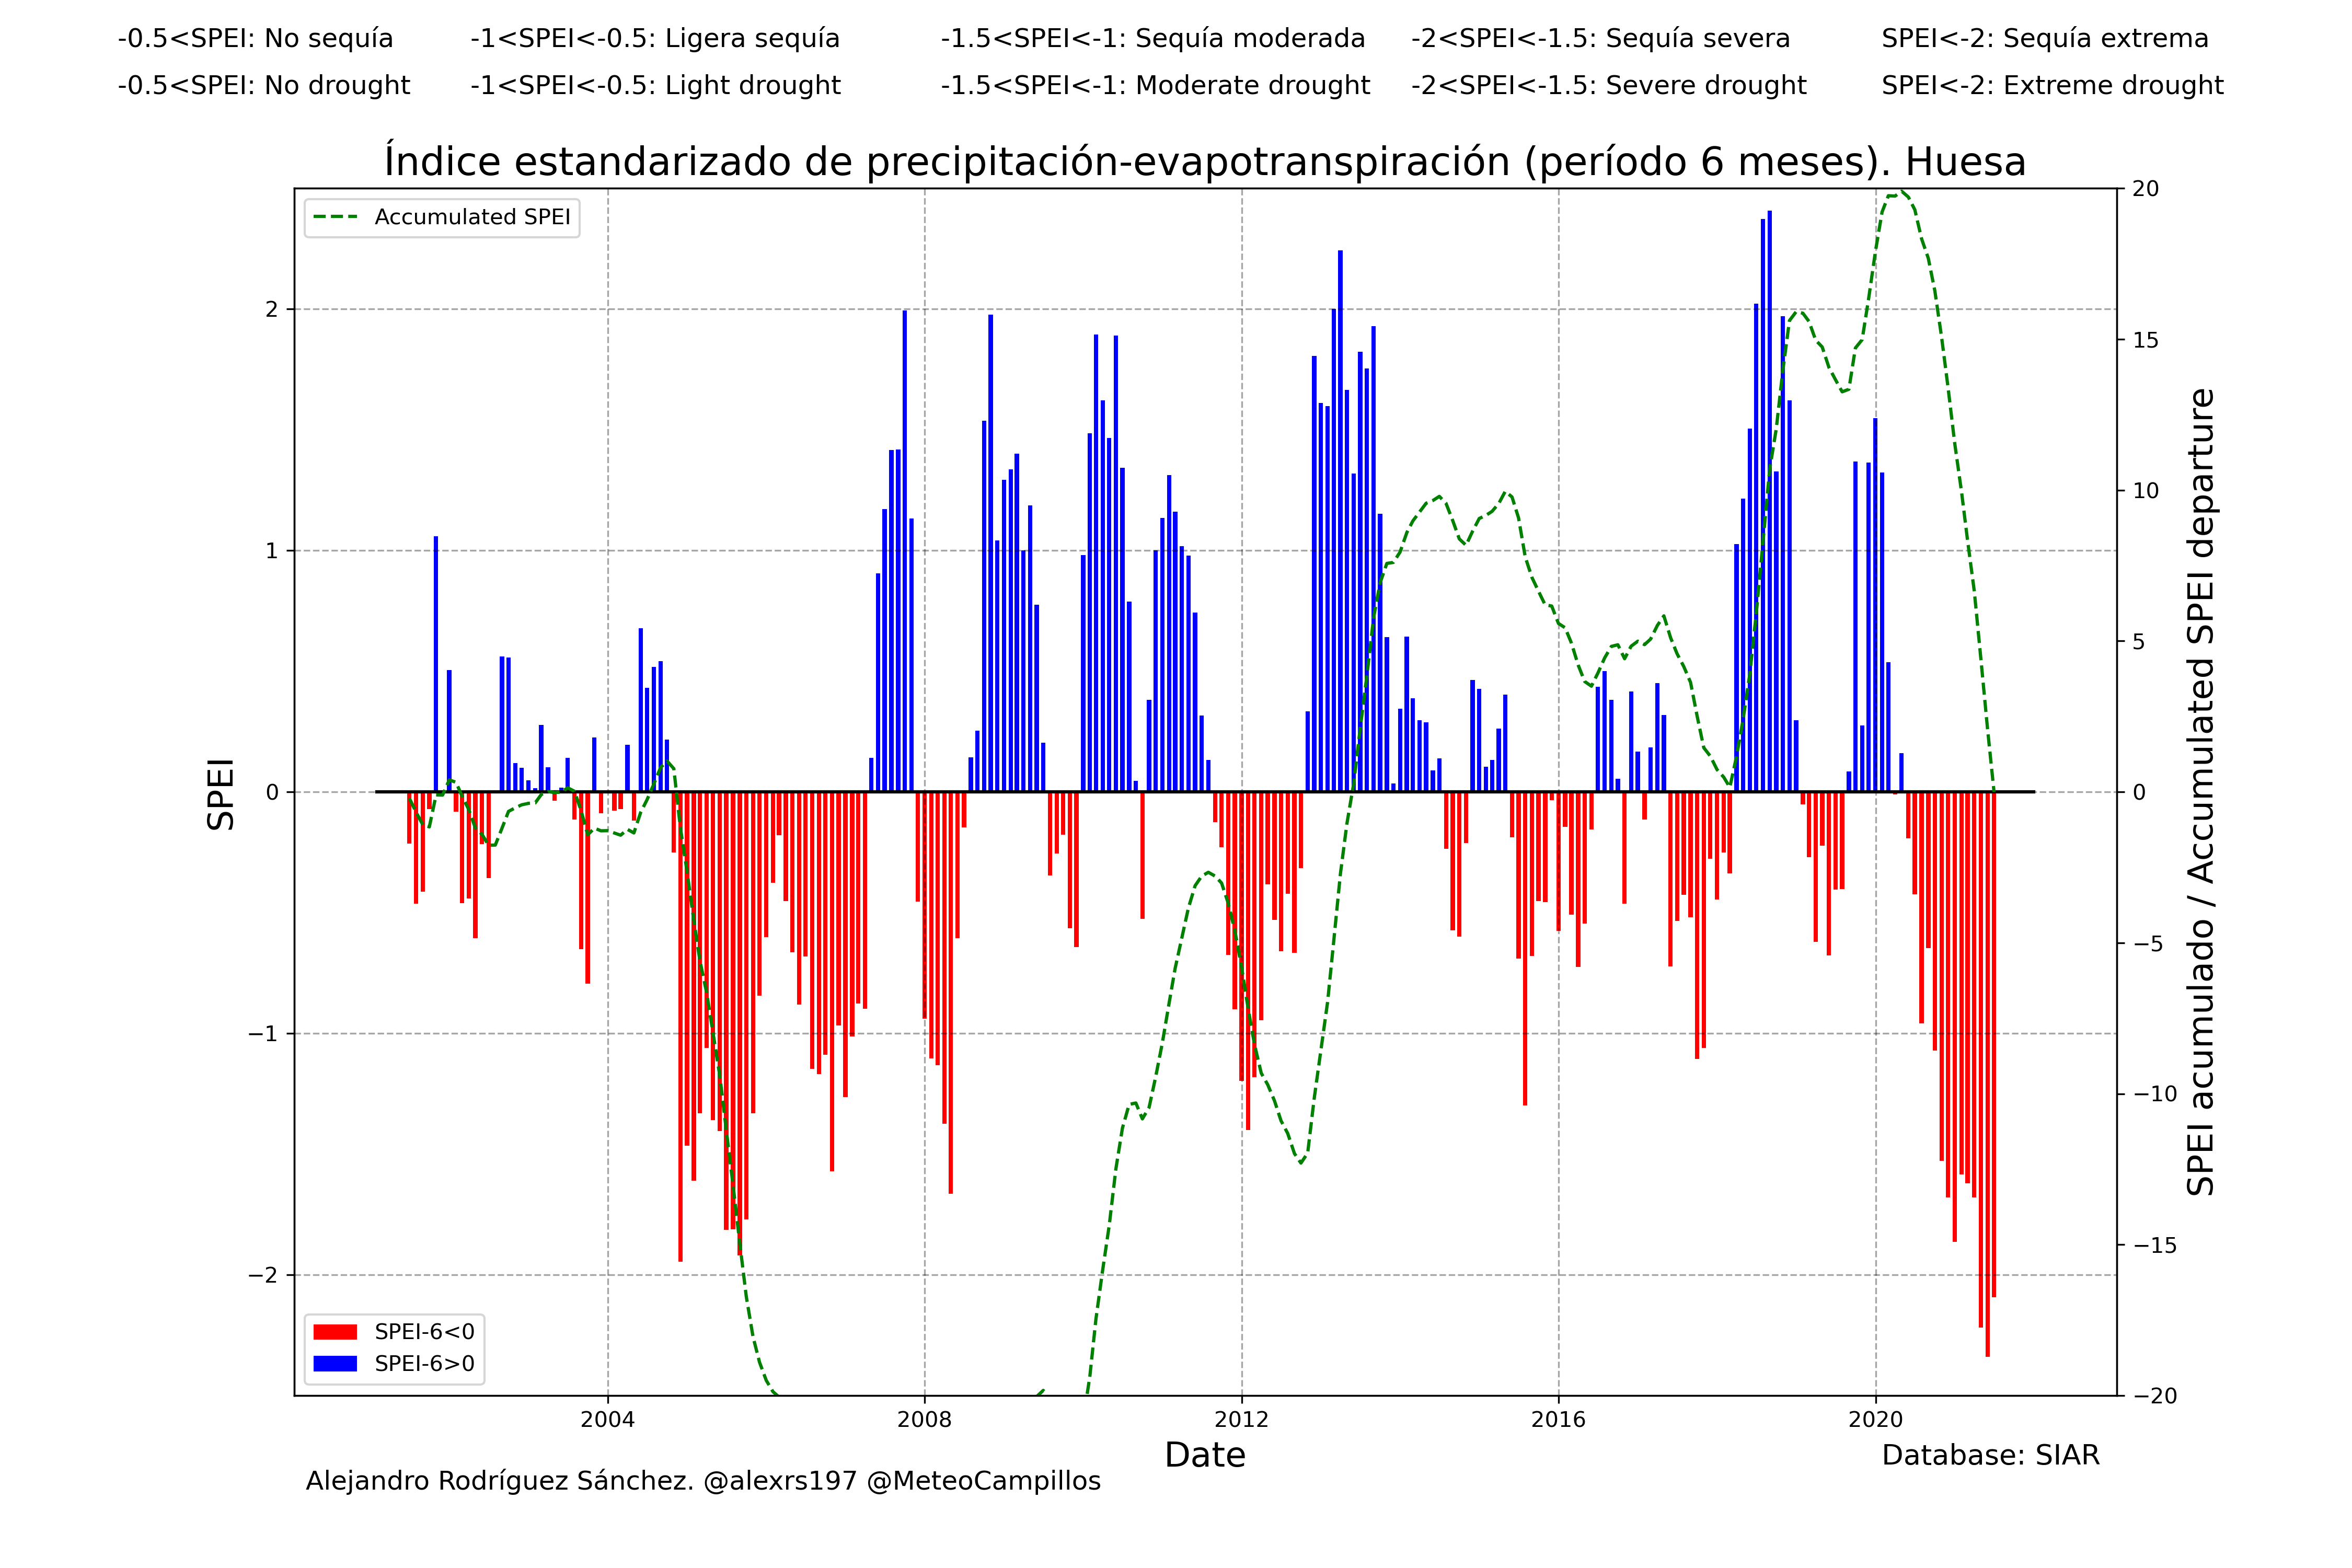 -0.5<SPEI: No sequía -1<SPEI<-0.5: Ligera sequía -1.5<SPEI<-1: Sequía moderada -2<SPEI<-1.5: Sequía severa SPEI<-2: Sequía extrema
-0.5<SPEI: No drought -1<SPEI<-0.5: Light drought -1.5<SPEI<-1: Moderate drought -2<SPEI<-1.5: Severe drought SPEI<-2: Extreme drought
Índice estandarizado de precipitación-evapotranspiración (período 6 meses). Huesa
Accumulated SPEI
SPEI
2
1
0
−1
−2
20
15
10
5
0
−5
−10
−15
−20
SPEI acumulado / Accumulated SPEI departure
SPEI-6<0
SPEI-6>0
2004 2008 2012 2016 2020
Date
Database: SIAR
Alejandro Rodríguez Sánchez. @alexrs197 @MeteoCampillos